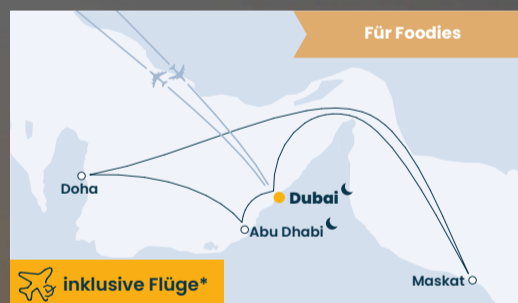 Für Foodies
Doha
Dubai
Abu Dhabi
Maskat
inklusive Flüge*